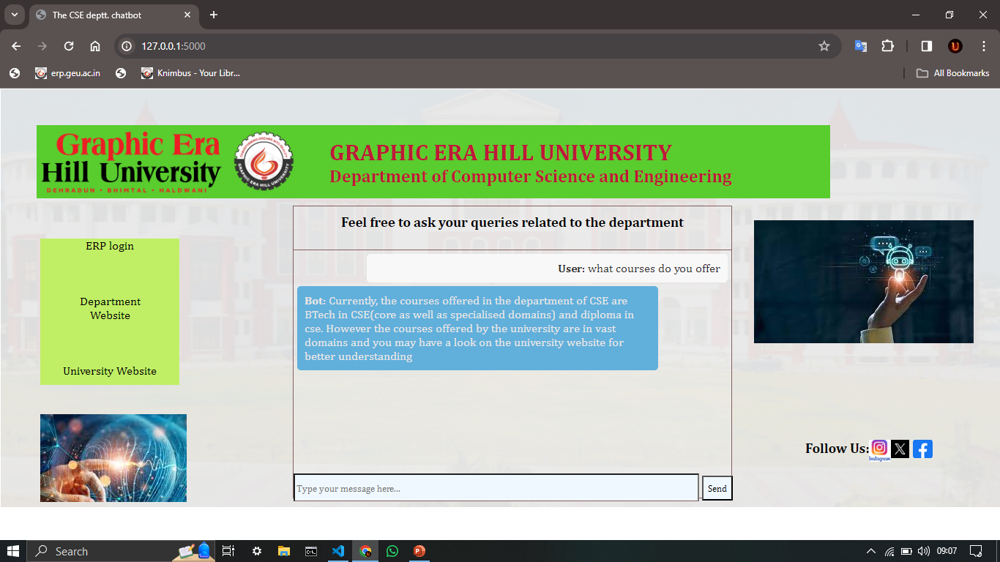 The CSE deptt. chatbot
127.0.0.1:5000
erp.geu.ac.in
Knimbus - Your Libr...
All Bookmarks
Graphic Era
Hill University
DEHRADUN • BHIMTAL • HALDWANI
GRAPHIC ERA HILL UNIVERSITY
Department of Computer Science and Engineering
Feel free to ask your queries related to the department
ERP login
Department
Website
University Website
User: what courses do you offer
Bot: Currently, the courses offered in the department of CSE are
BTech in CSE(core as well as specialised domains) and diploma in
cse. However the courses offered by the university are in vast
domains and you may have a look on the university website for
better understanding
Follow Us:
Instagram
Type your message here...
Send
Search
09:07